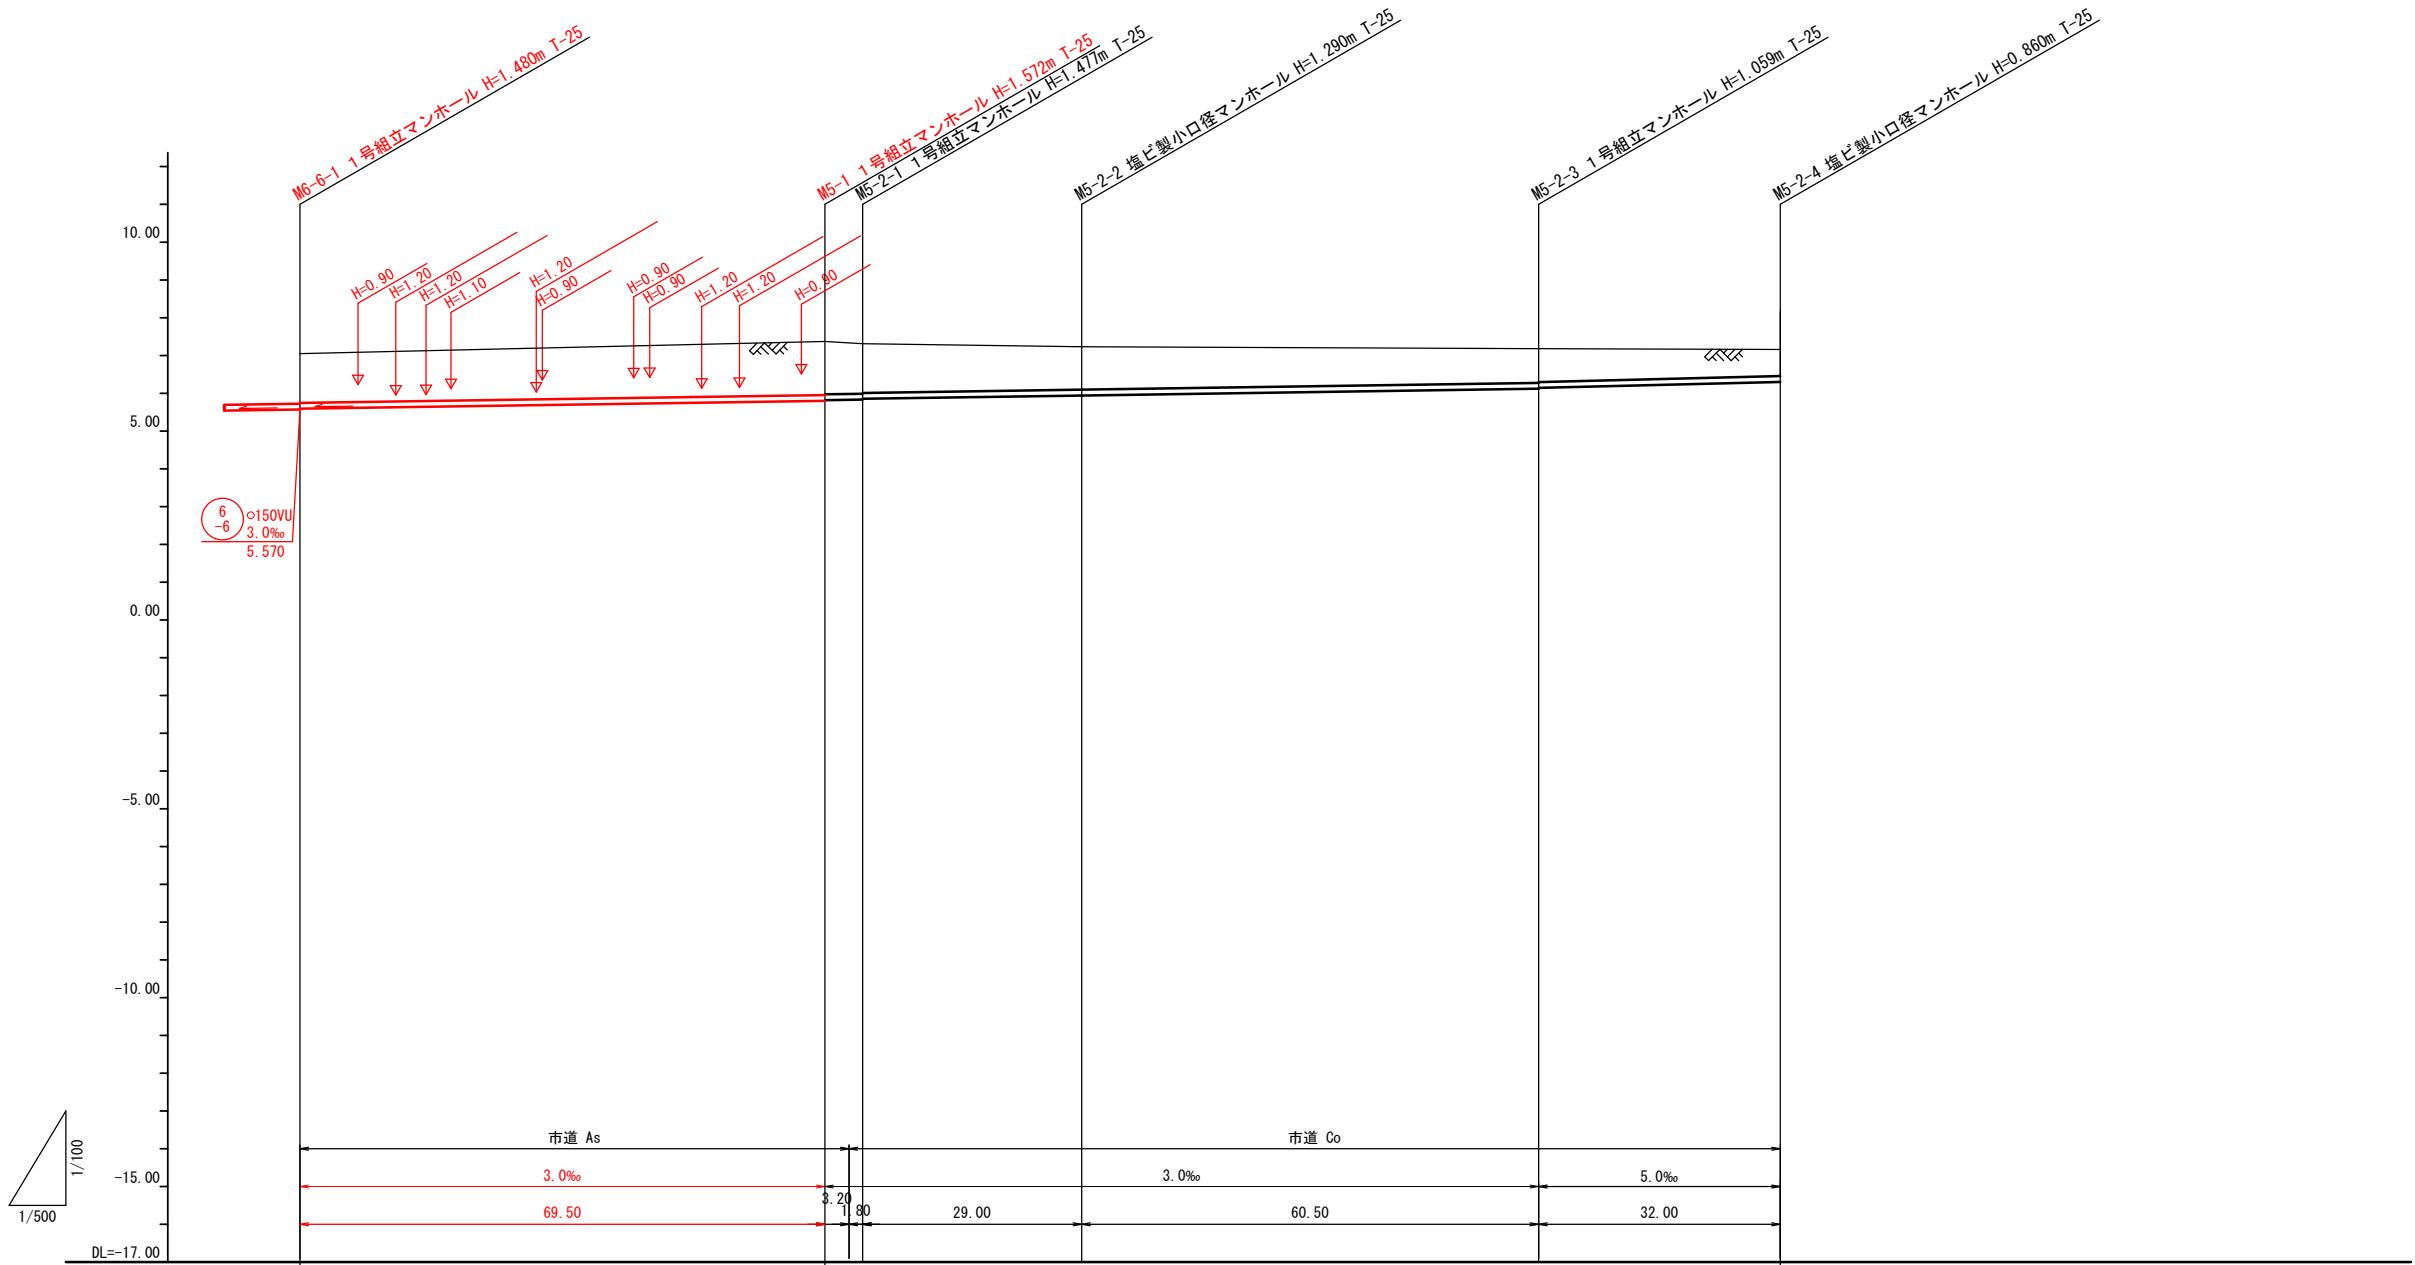 M6-6-1 1号組立マンホール H=1.480m T-25
M5-1 1号組立マンホール H=1.572m T-25
M5-2-1 1号組立マンホール H=1.477m T-25
M5-2-2 塩ビ製小口径マンホール H=1.290m T-25
M5-2-3 1号組立マンホール H=1.059m T-25
M5-2-4 塩ビ製小口径マンホール H=0.860m T-25
10.00
H=0.90
H=1.20
H=1.20
H=1.10
H=1.20
H=0.90
H=0.90
H=0.90
H=1.20
H=1.20
H=0.90
5.00
6
-6
○150VU
3.0‰
5.570
0.00
-5.00
-10.00
市道 As
市道 Co
1/100
1/500
-15.00
3.0‰
3.0‰
5.0‰
3.20
69.50
1.80
29.00
60.50
32.00
DL=-17.00